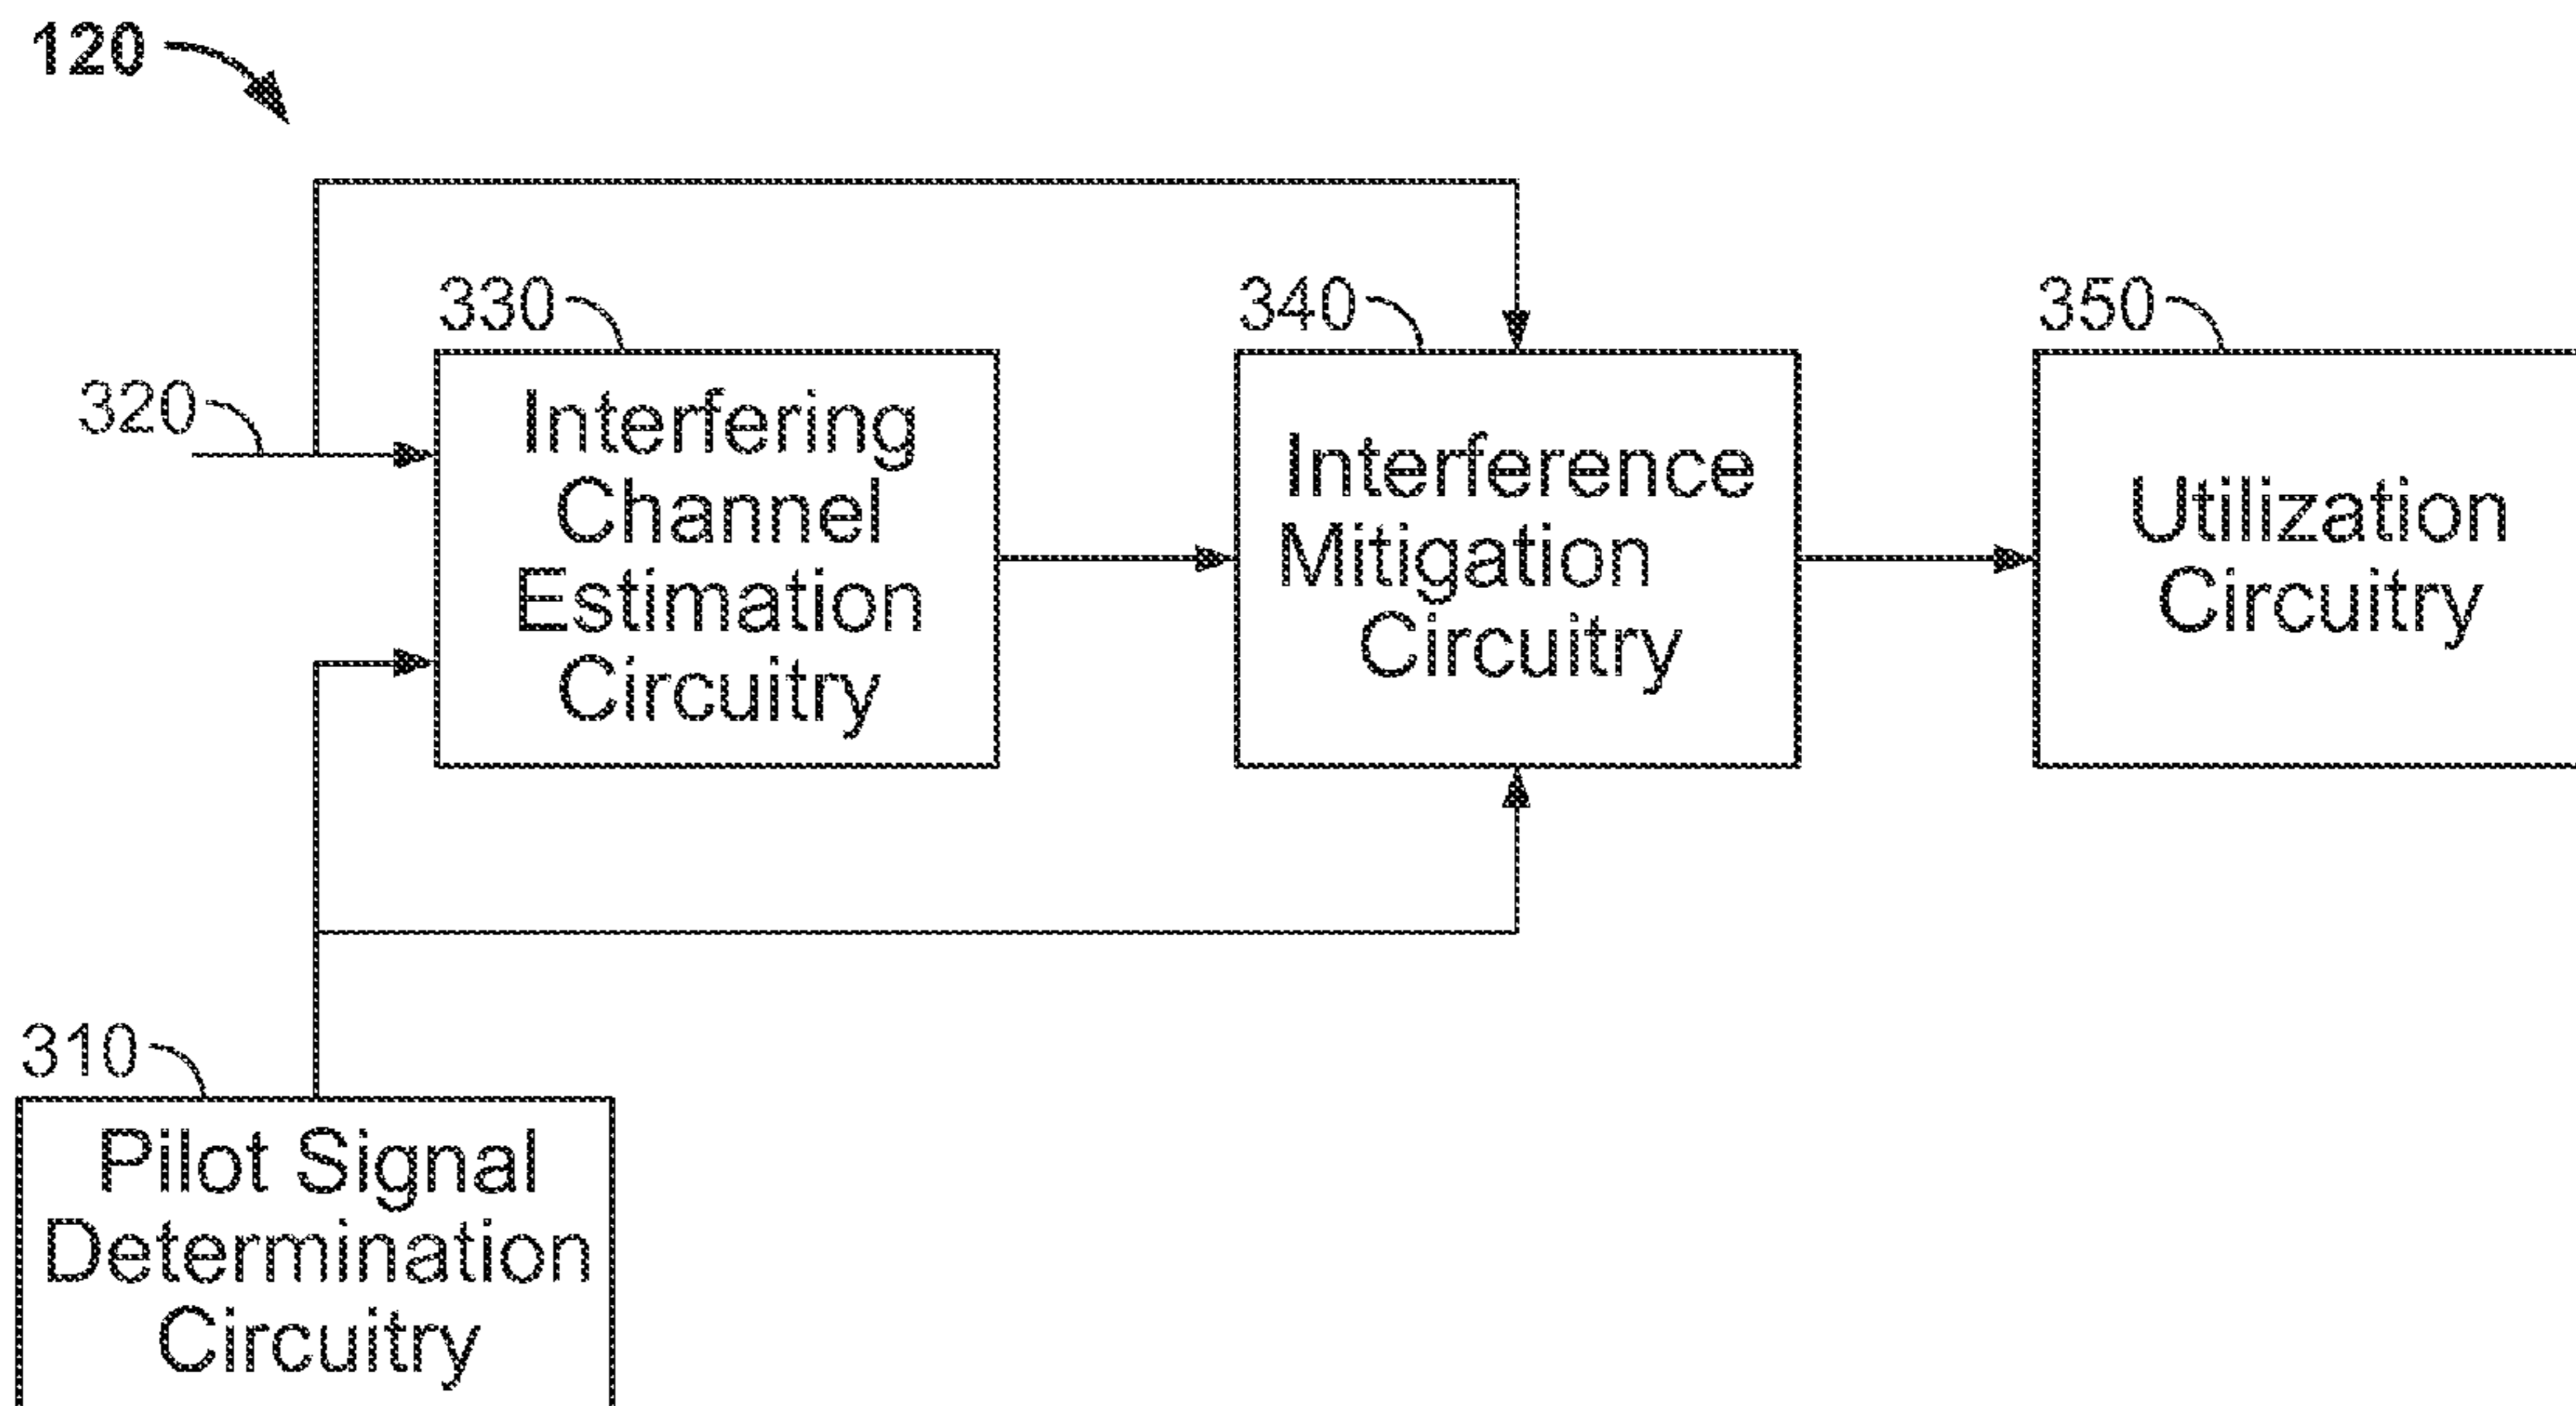 120
330
340
350
320
Interfering
Channel
Estimation
Circuitry
Interference
Mitigation
Circuitry
Utilization
Circuitry
310
Pilot Signal
Determination
Circuitry